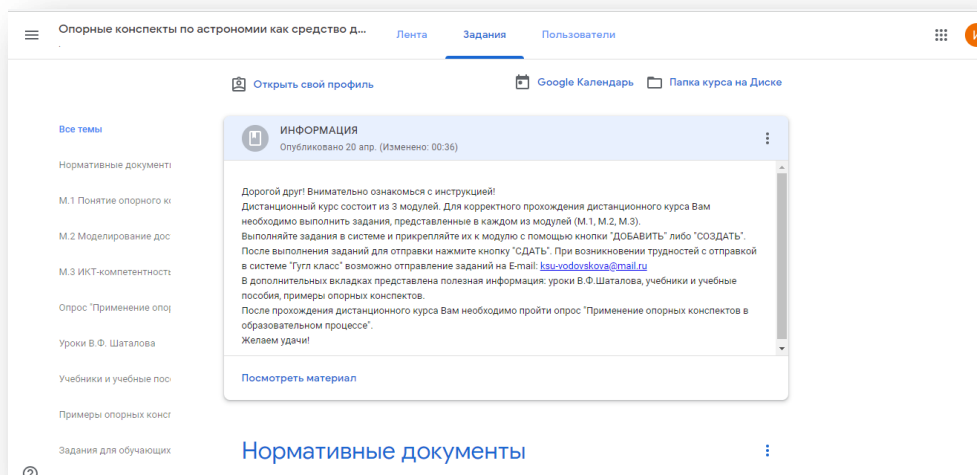 Опорные конспекты по астрономии как средство д...
Лента
Задания
Пользователи
И
Открыть свой профиль
Google Календарь
Папка курса на Диске
Все темы
Нормативные документы
М.1 Понятие опорного ко
М.2 Моделирование дос
М.3 ИКТ-компетентность
Опрос "Применение опор
Уроки В.Ф. Шаталова
Учебники и учебные посо
Примеры опорных консп
Задания для обучающих
ИНФОРМАЦИЯ
Опубликовано 20 апр. (Изменено: 00:36)
Дорогой друг! Внимательно ознакомься с инструкцией!
Дистанционный курс состоит из 3 модулей. Для корректного прохождения дистанционного курса Вам
необходимо выполнить задания, представленные в каждом из модулей (М.1, М.2, М.3).
Выполняйте задания в системе и прикрепляйте их к модулю с помощью кнопки "ДОБАВИТЬ" либо "СОЗДАТЬ".
После выполнения заданий для отправки нажмите кнопку "СДАТЬ". При возникновении трудностей с отправкой
в системе "Гугл класс" возможно отправление заданий на E-mail: ksu-vodovskova@mail.ru
В дополнительных вкладках представлена полезная информация: уроки В.Ф.Шаталова, учебники и учебные
пособия, примеры опорных конспектов.
После прохождения дистанционного курса Вам необходимо пройти опрос "Применение опорных конспектов в
образовательном процессе".
Желаем удачи!
Посмотреть материал
Нормативные документы